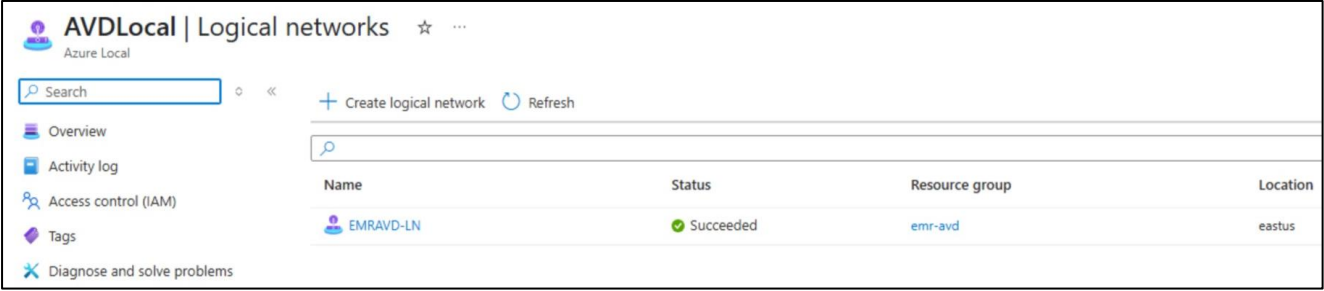 AVDLocal | Logical networks ☆ ...
Azure Local
Search
+ Create logical network Refresh
Overview
Activity log
Name Status Resource group Location
Access control (IAM)
EMRAVD-LN Succeeded emr-avd eastus
Tags
Diagnose and solve problems